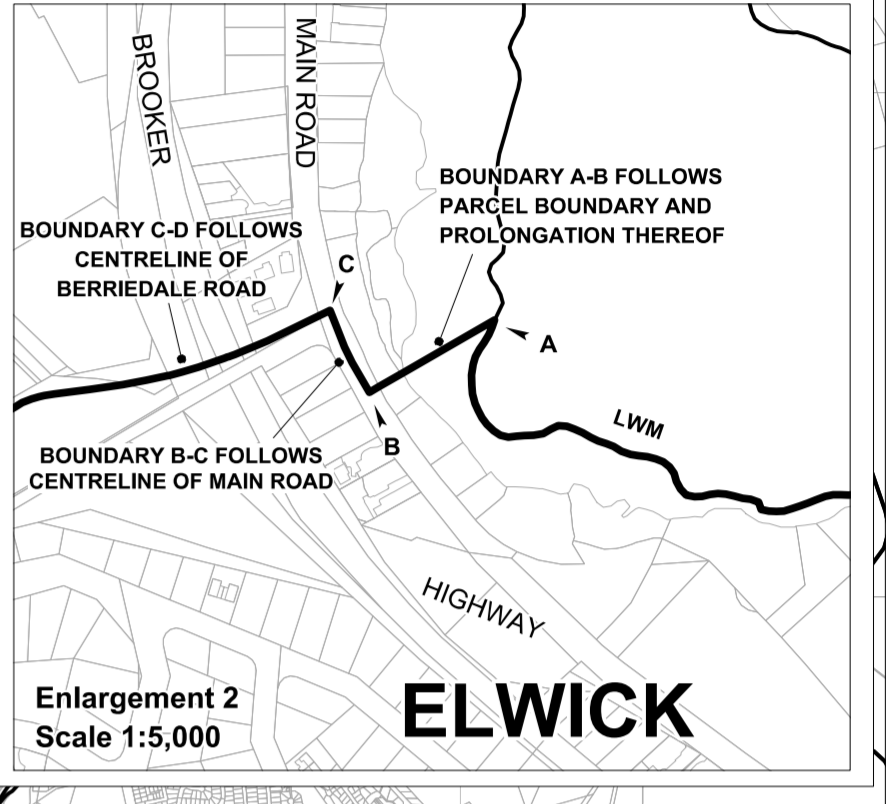 BROOKER
MAIN ROAD
BOUNDARY A-B FOLLOWS
PARCEL BOUNDARY AND
PROLONGATION THEREOF
BOUNDARY C-D FOLLOWS
CENTRELINE OF
BERRIEDALE ROAD
C
A
B
LWM
BOUNDARY B-C FOLLOWS
CENTRELINE OF MAIN ROAD
HIGHWAY
Enlargement 2
Scale 1:5,000
ELWICK